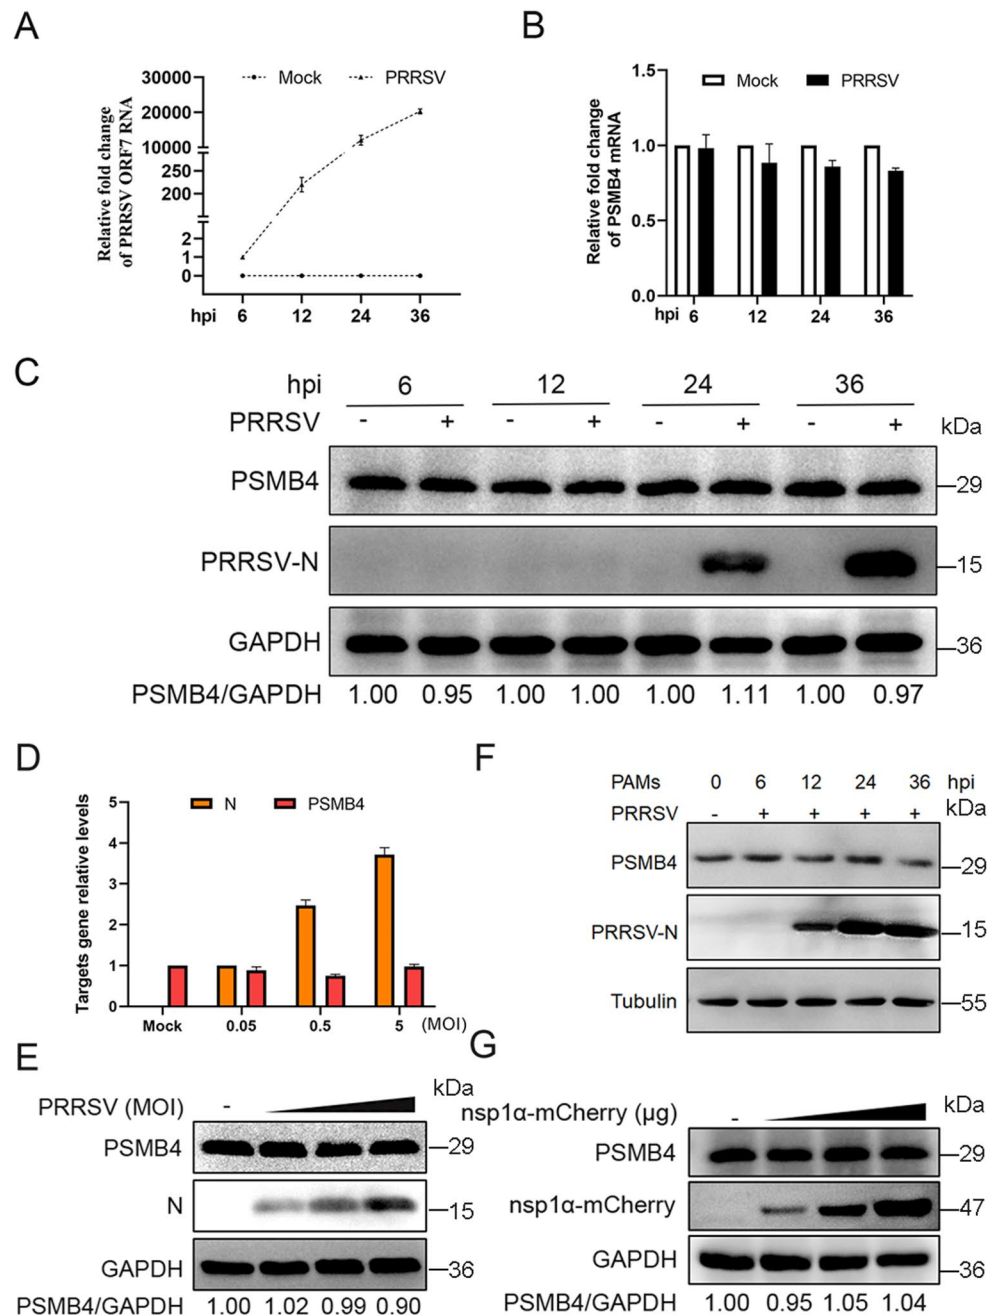 A
Relative fold change
of PRRSV ORF7 RNA
Mock PRRSV
30000
20000
10000
250
200
2
1
0
hpi 6 12 24 36
B
Relative fold change
of PSMB4 mRNA
Mock PRRSV
1.5
1.0
0.5
0.0
hpi 6 12 24 36
C
hpi 6 12 24 36
PRRSV - + - + - + - + kDa
PSMB4 29
PRRSV-N 15
GAPDH 36
PSMB4/GAPDH 1.00 0.95 1.00 1.00 1.00 1.11 1.00 0.97
D
Targets gene relative levels
N PSMB4
5
4
3
2
1
0
Mock 0.05 0.5 5 (MOI)
F
PAMs 0 6 12 24 36 hpi
PRRSV - + + + + kDa
PSMB4 29
PRRSV-N 15
Tubulin 55
E
PRRSV (MOI) - kDa
PSMB4 29
N 15
GAPDH 36
PSMB4/GAPDH 1.00 1.02 0.99 0.90
G
nsp1α-mCherry (μg) - kDa
PSMB4 29
nsp1α-mCherry 47
GAPDH 36
PSMB4/GAPDH 1.00 0.95 1.05 1.04